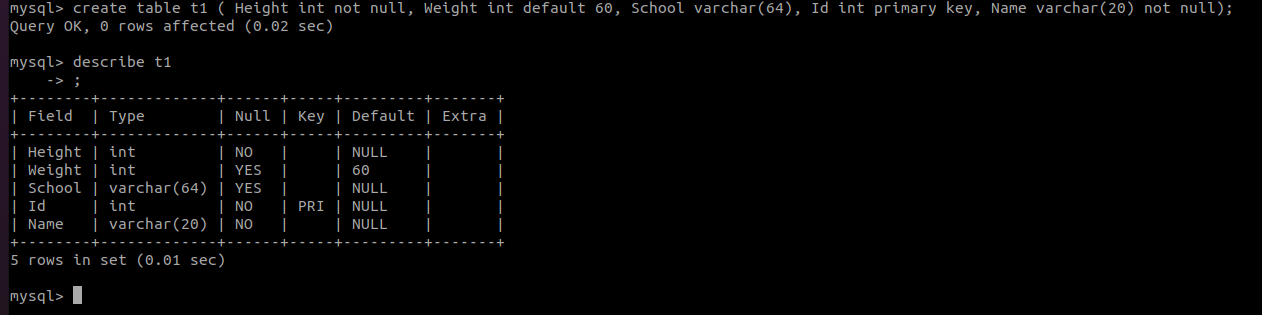 mysql> create table t1 ( Height int not null, Weight int default 60, School varchar(64), Id int primary key, Name varchar(20) not null);
Query OK, 0 rows affected (0.02 sec)
mysql> describe t1
    -> ;
+--------+-------------+------+-----+---------+-------+
| Field  | Type        | Null | Key | Default | Extra |
+--------+-------------+------+-----+---------+-------+
| Height | int         | NO   |     | NULL    |       |
| Weight | int         | YES  |     | 60      |       |
| School | varchar(64) | YES  |     | NULL    |       |
| Id     | int         | NO   | PRI | NULL    |       |
| Name   | varchar(20) | NO   |     | NULL    |       |
+--------+-------------+------+-----+---------+-------+
5 rows in set (0.01 sec)
mysql>